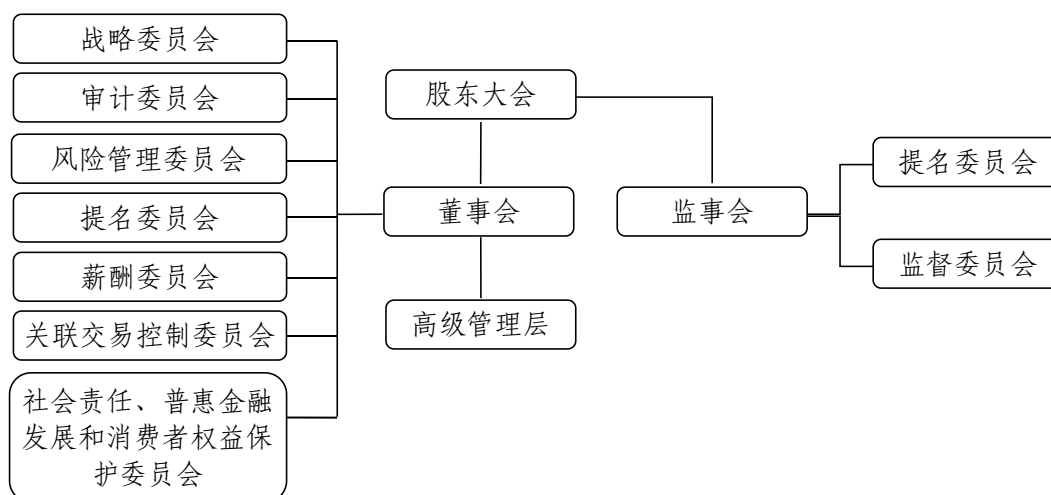 战略委员会
审计委员会
风险管理委员会
提名委员会
薪酬委员会
关联交易控制委员会
社会责任、普惠金融
发展和消费者权益保
护委员会
股东大会
董事会
高级管理层
监事会
提名委员会
监督委员会